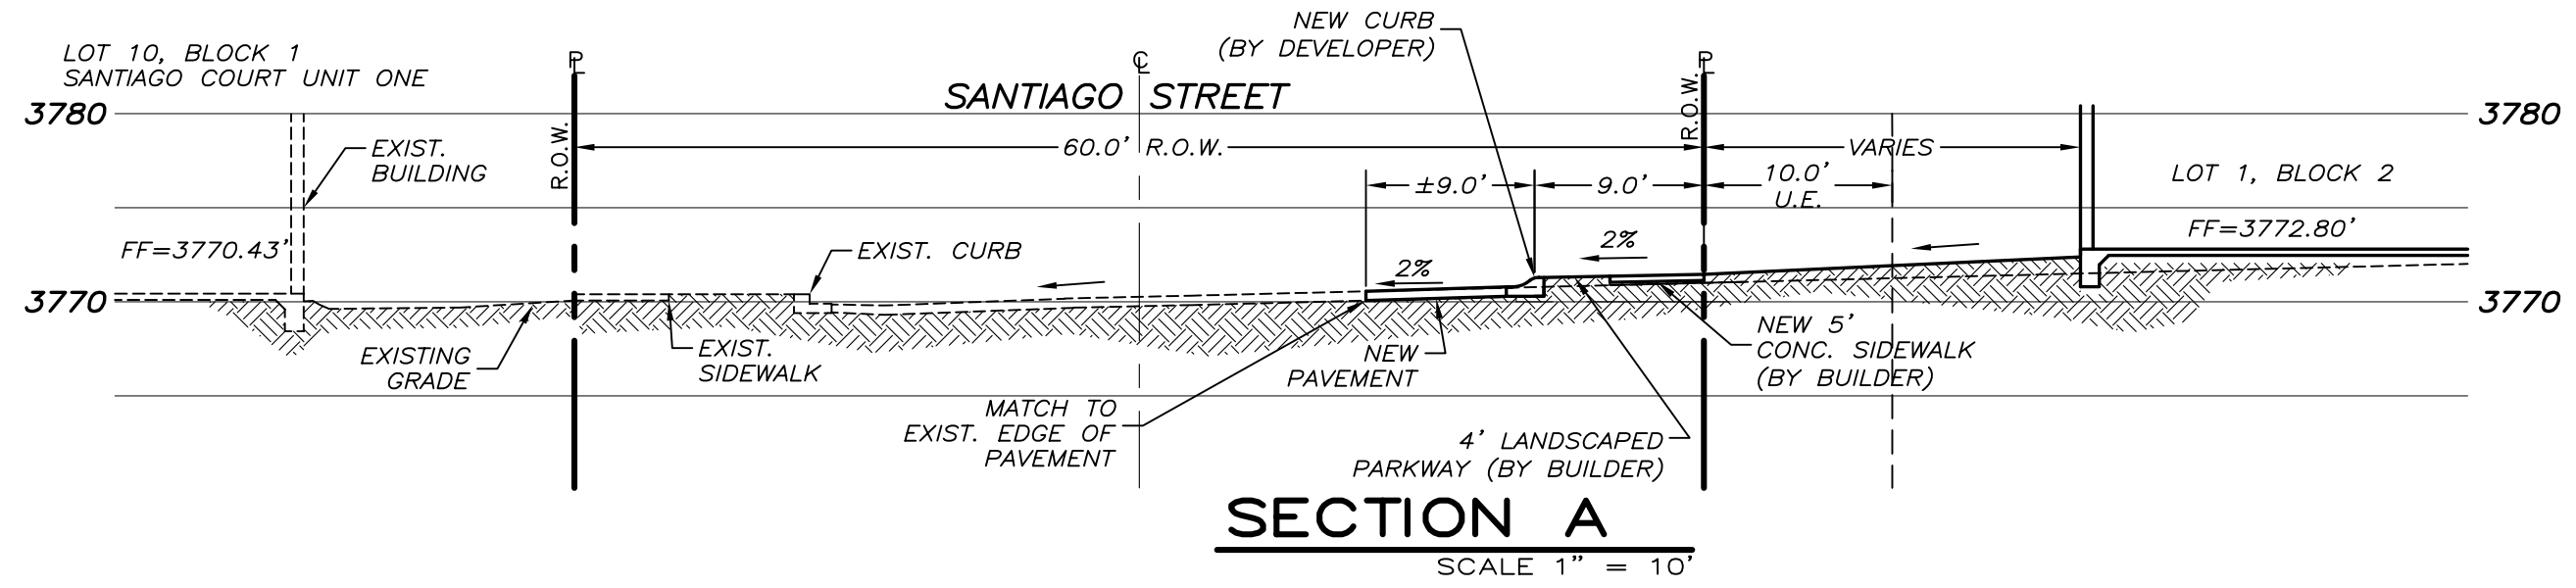 NEW CURB
(BY DEVELOPER)
LOT 10, BLOCK 1
SANTIAGO COURT UNIT ONE
PL
CL
PL
SANTIAGO STREET
3780
3780
R.O.W.
R.O.W.
EXIST.
BUILDING
60.0' R.O.W.
VARIES
±9.0'
9.0'
10.0'
U.E.
LOT 1, BLOCK 2
FF=3770.43'
EXIST. CURB
2%
2%
FF=3772.80'
3770
3770
EXISTING
GRADE
EXIST.
SIDEWALK
NEW
PAVEMENT
NEW 5'
CONC. SIDEWALK
(BY BUILDER)
MATCH TO
EXIST. EDGE OF
PAVEMENT
4' LANDSCAPED
PARKWAY (BY BUILDER)
SECTION A
SCALE 1" = 10'